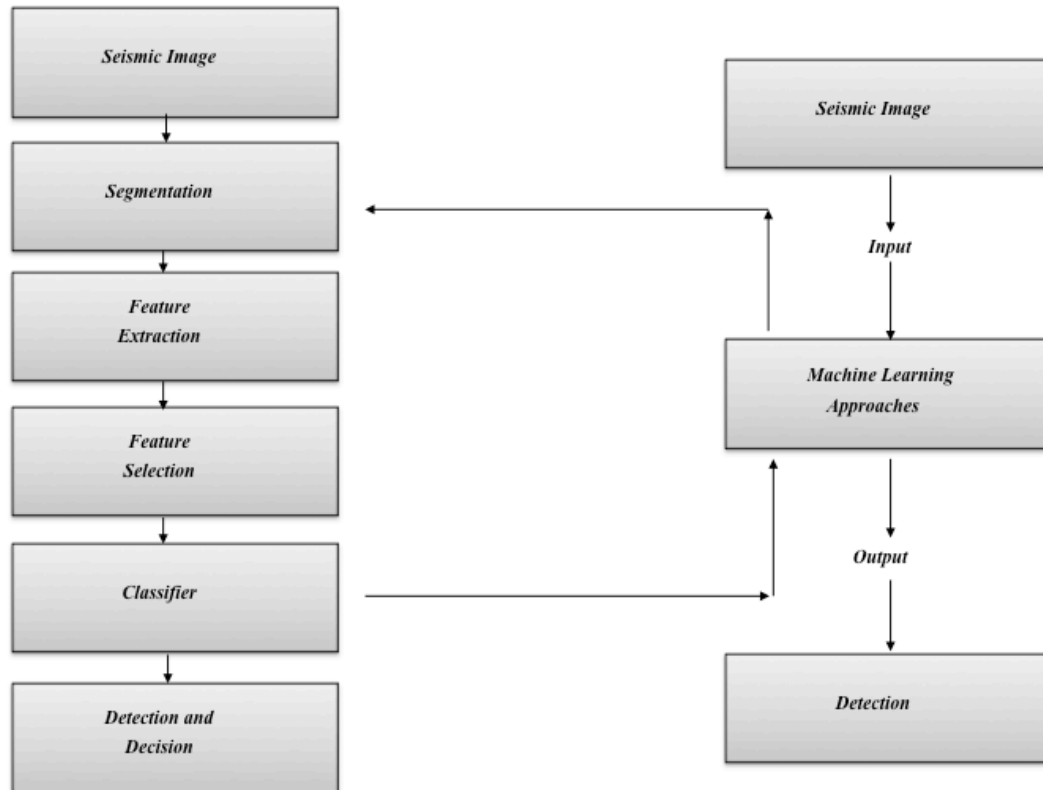 Seismic Image
Segmentation
Feature
Extraction
Feature
Selection
Classifier
Detection and
Decision
Seismic Image
Input
Machine Learning
Approaches
Output
Detection